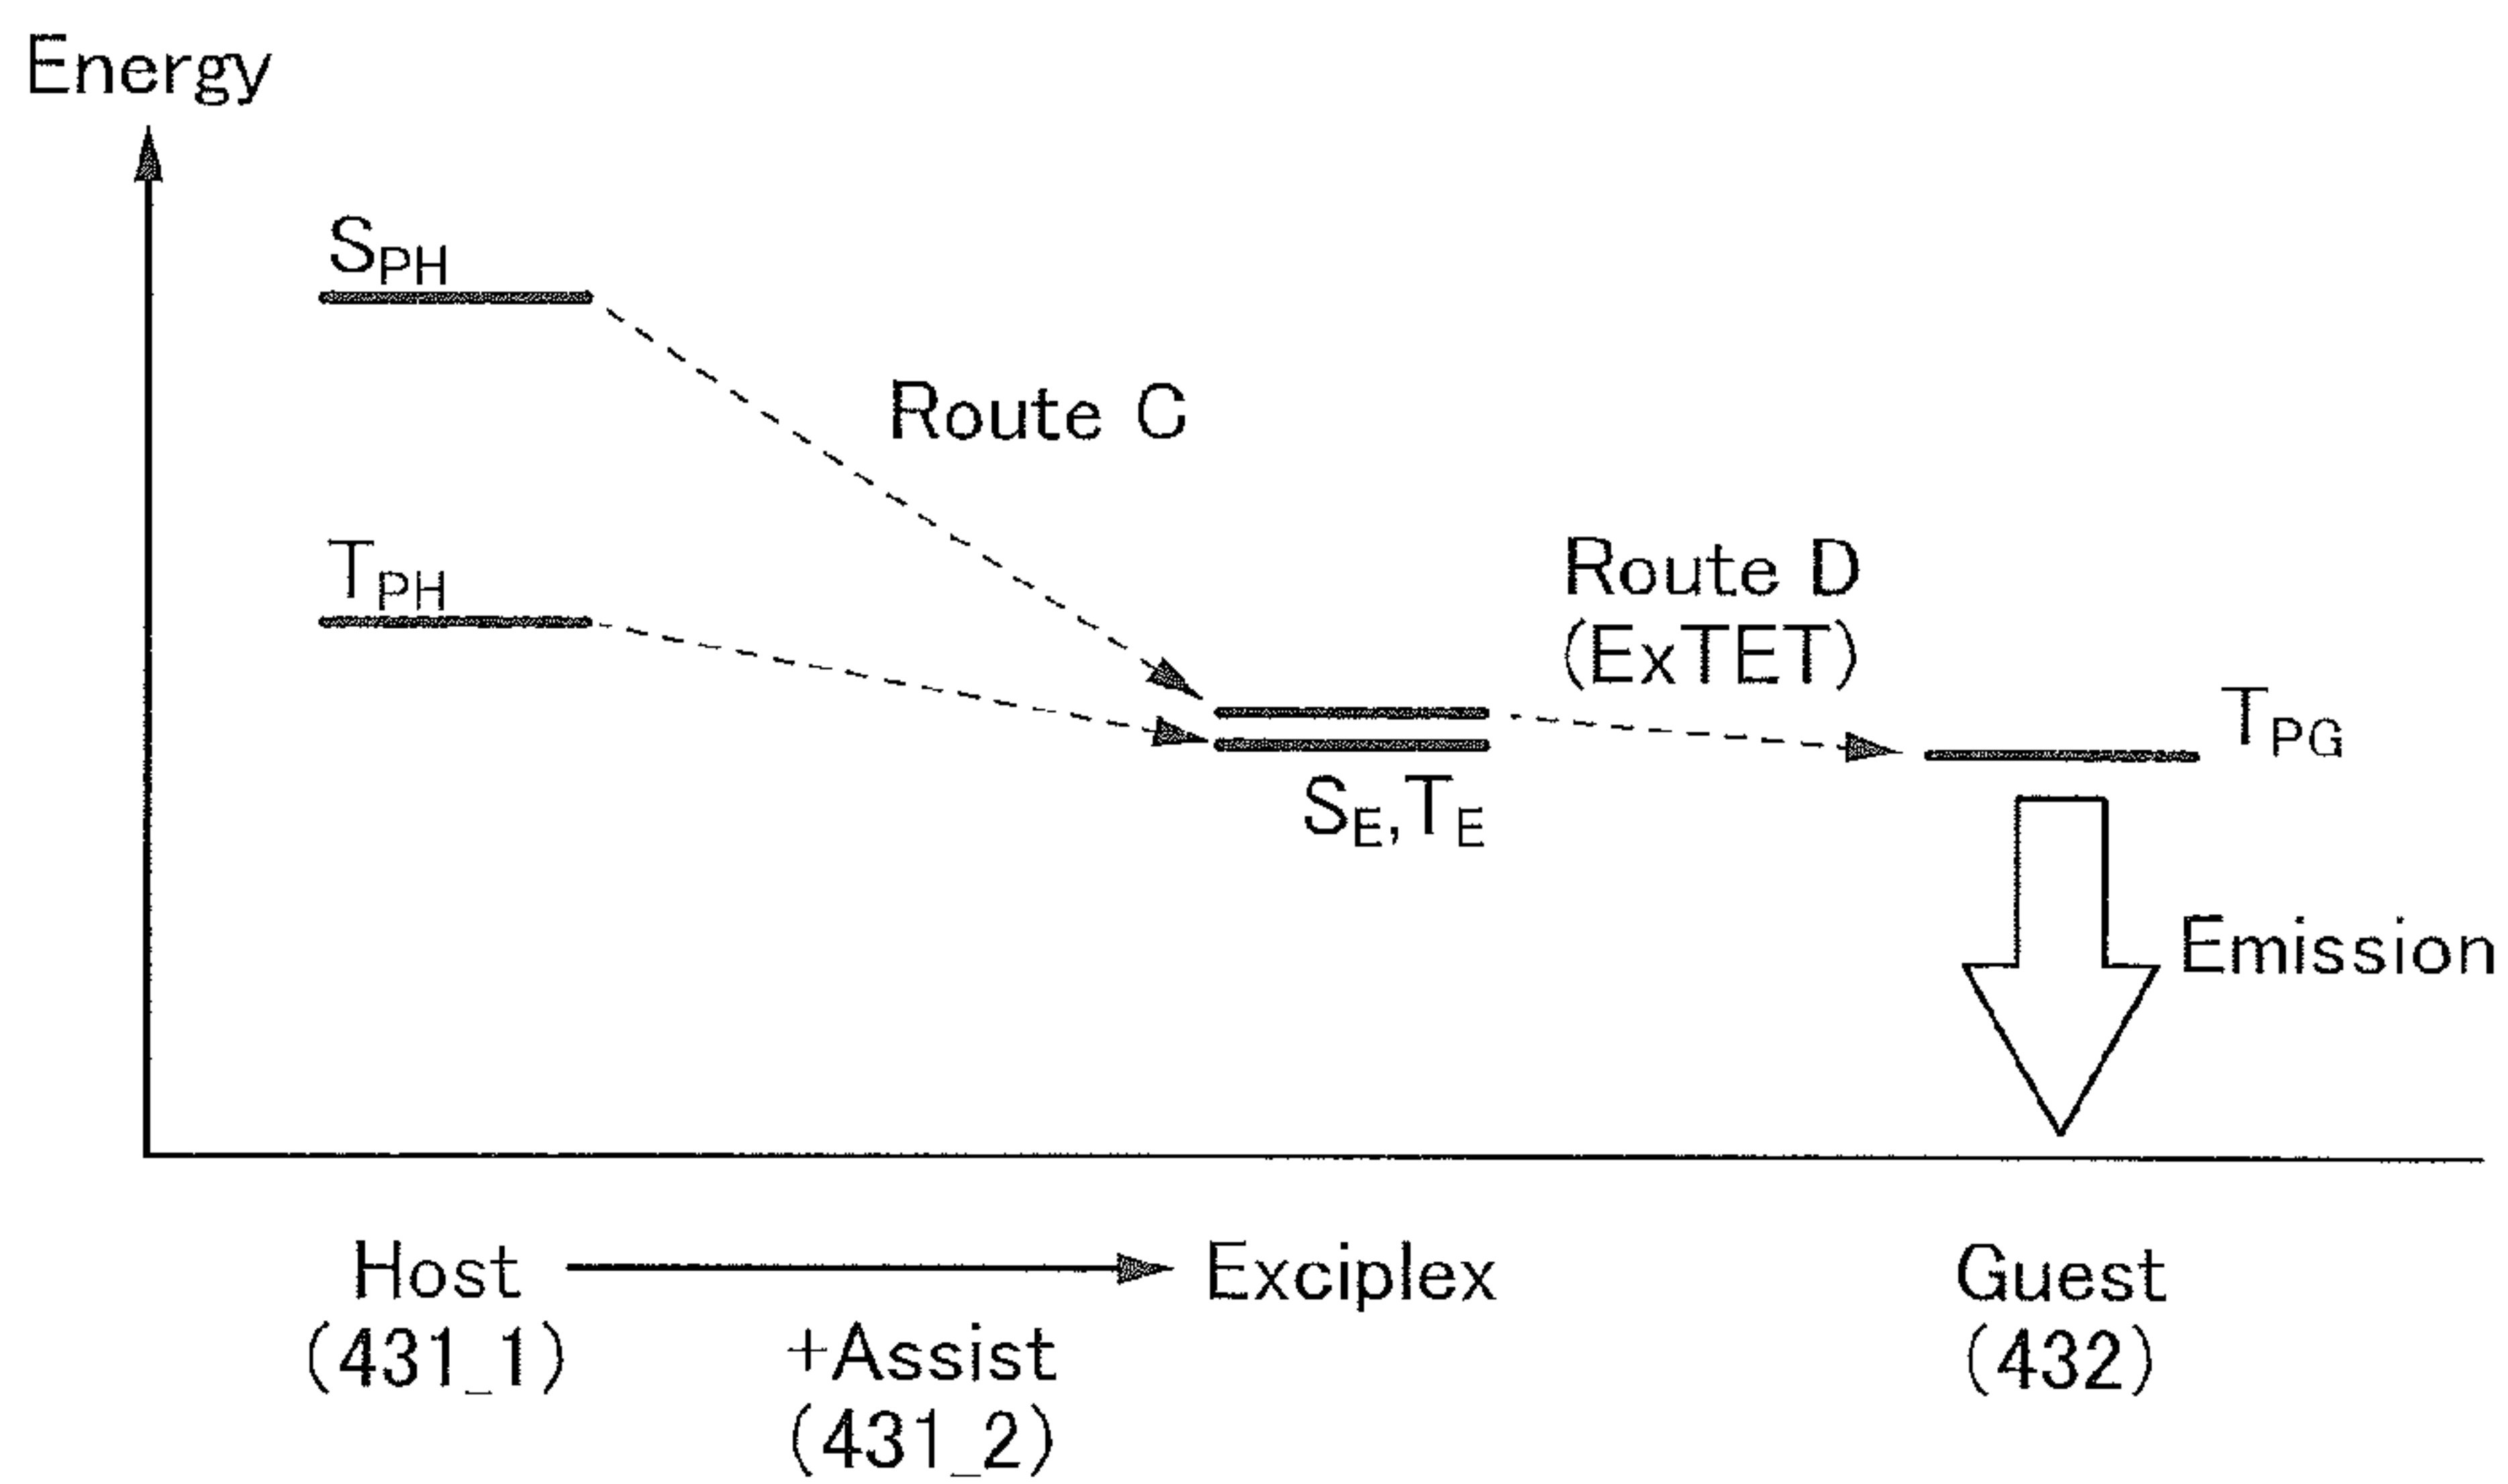 Energy
SPH
Route C
TPH
Route D
(ExTET)
TPG
SE,TE
Emission
Host
(431_1)
+Assist
(431_2)
Exciplex
Guest
(432)